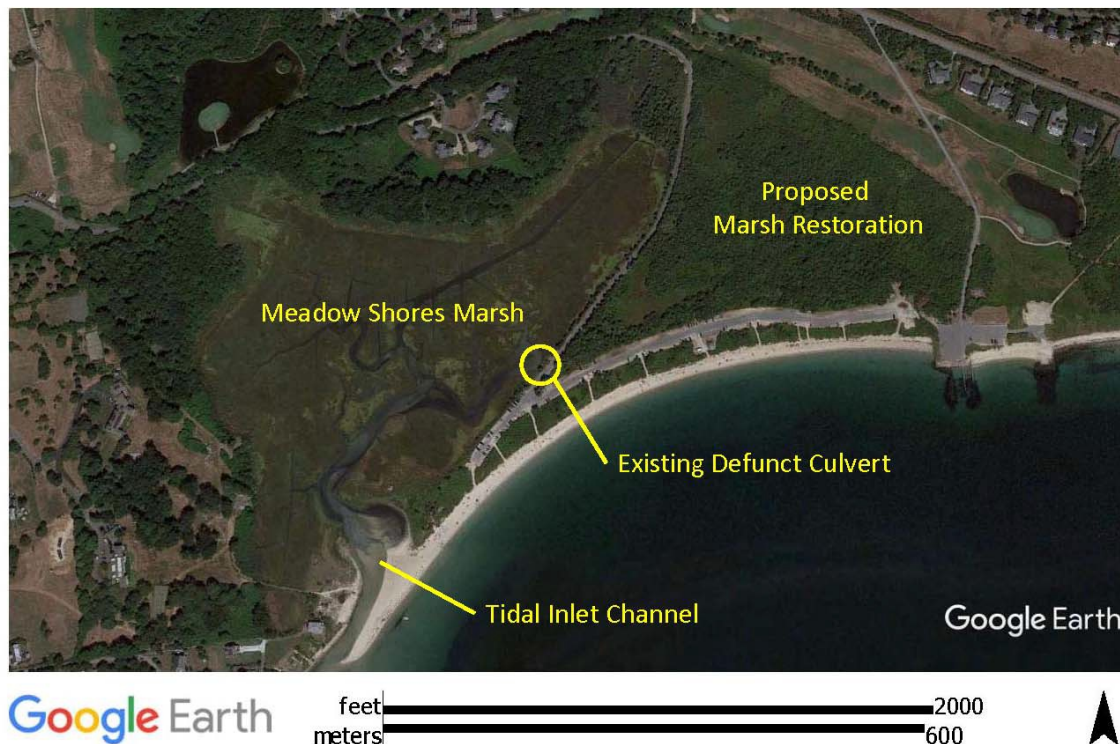 Proposed
Marsh Restoration
Meadow Shores Marsh
Existing Defunct Culvert
Tidal Inlet Channel
Google Earth
Google Earth
feet 2000
meters 600